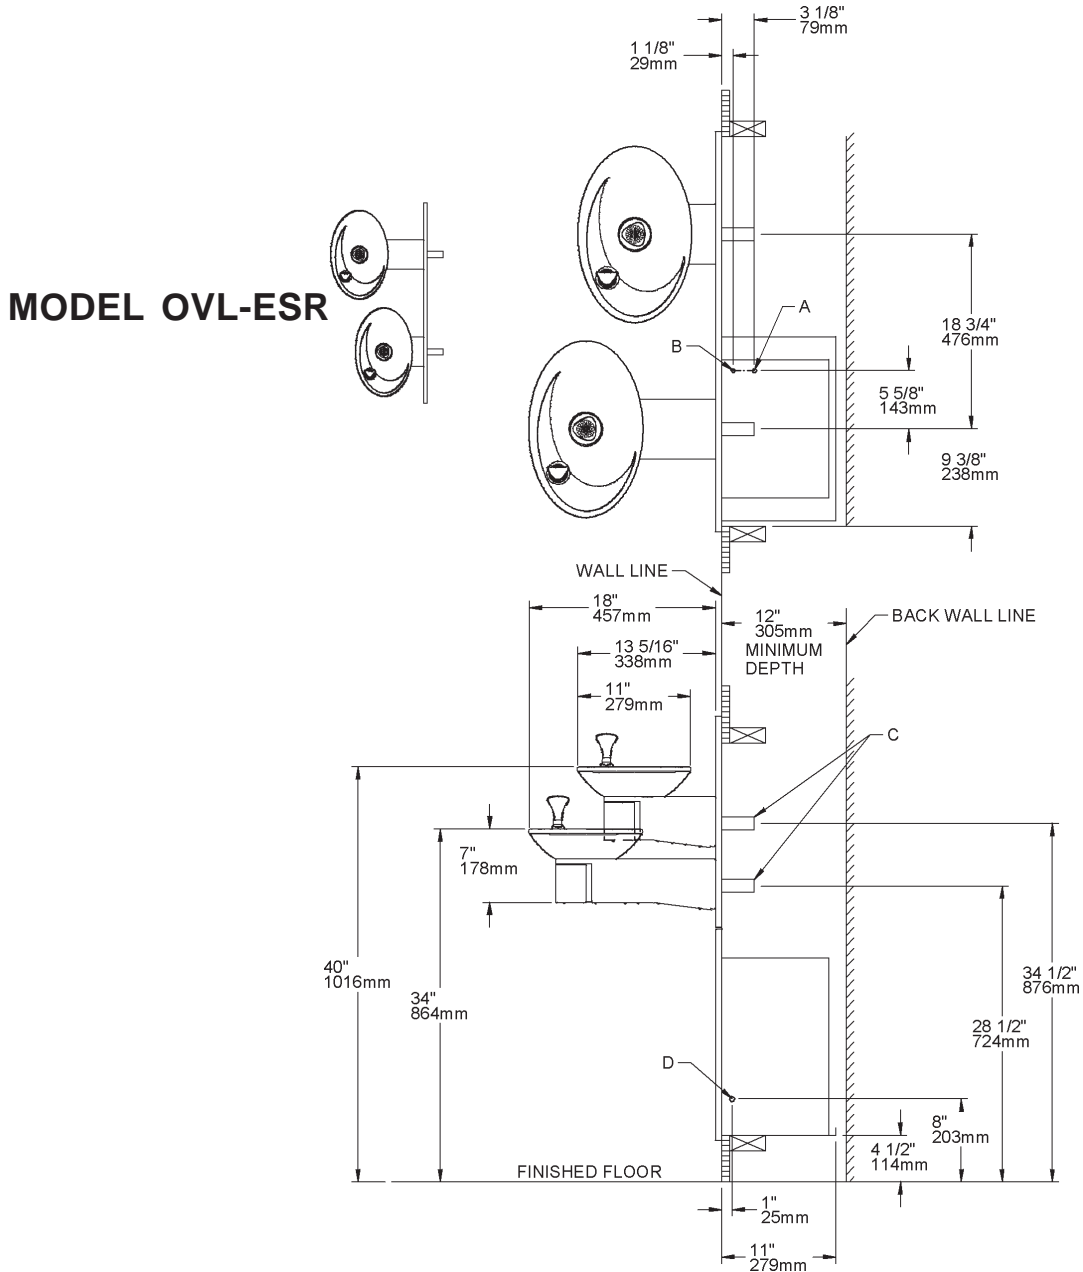 3 1/8"
79mm
1 1/8"
29mm
MODEL OVL-ESR
A
B
18 3/4"
476mm
5 5/8"
143mm
9 3/8"
238mm
WALL LINE
18"
457mm
12"
305mm
MINIMUM
DEPTH
BACK WALL LINE
13 5/16"
338mm
11"
279mm
C
7"
178mm
40"
1016mm
34"
864mm
34 1/2"
876mm
28 1/2"
724mm
D
8"
203mm
4 1/2"
114mm
FINISHED FLOOR
1"
25mm
11"
279mm